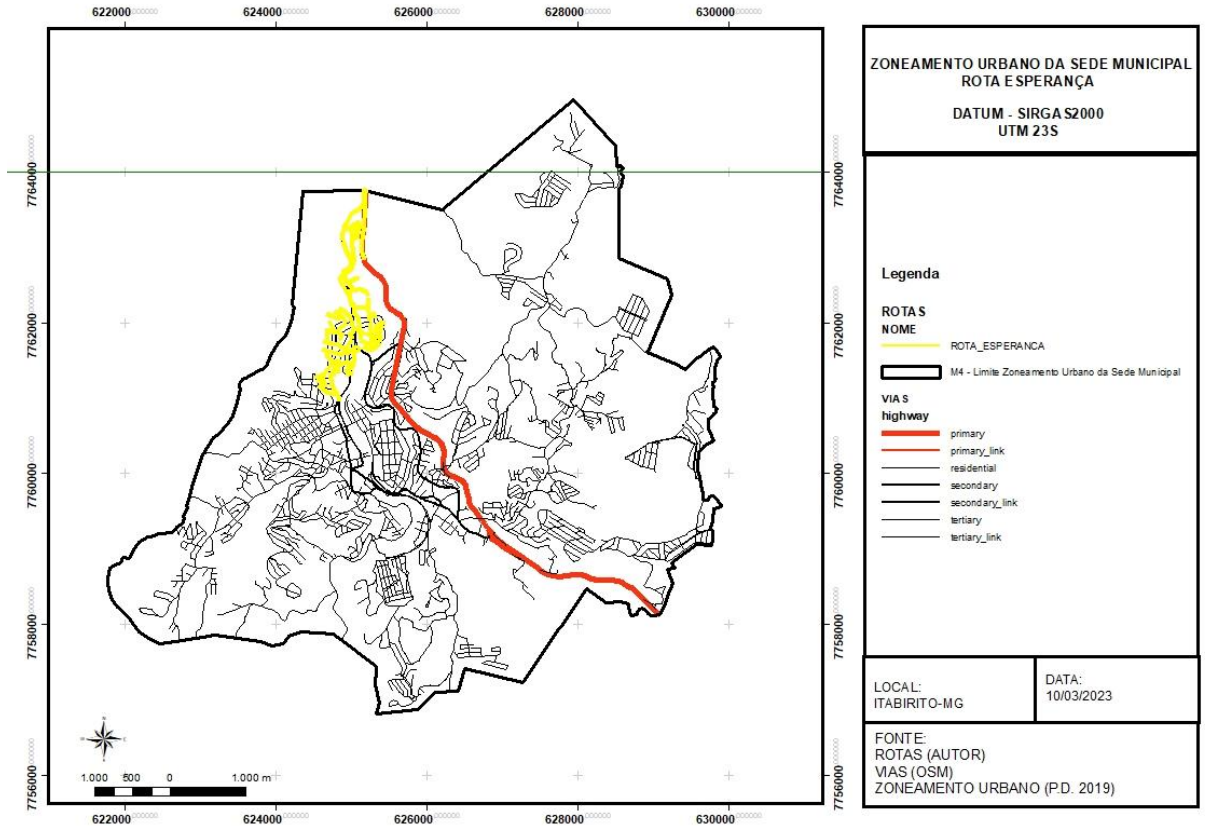 622000 624000 626000 628000 630000
7764000 7764000
7762000 7762000
7760000 7760000
7758000 7758000
7756000 7756000
1.000 500 0 1.000 m
622000 624000 626000 628000 630000
ZONEAMENTO URBANO DA SEDE MUNICIPAL
ROTA ESPERANÇA
DATUM - SIRGAS2000
UTM 23S
Legenda
ROTAS
NOME
ROTA_ESPERANCA
M4 - Limite Zoneamento Urbano da Sede Municipal
VIAS
highway
primary
primary_link
residential
secondary
secondary_link
tertiary
tertiary_link
LOCAL:
ITABIRITO-MG
DATA:
10/03/2023
FONTE:
ROTAS (AUTOR)
VIAS (OSM)
ZONEAMENTO URBANO (P.D. 2019)